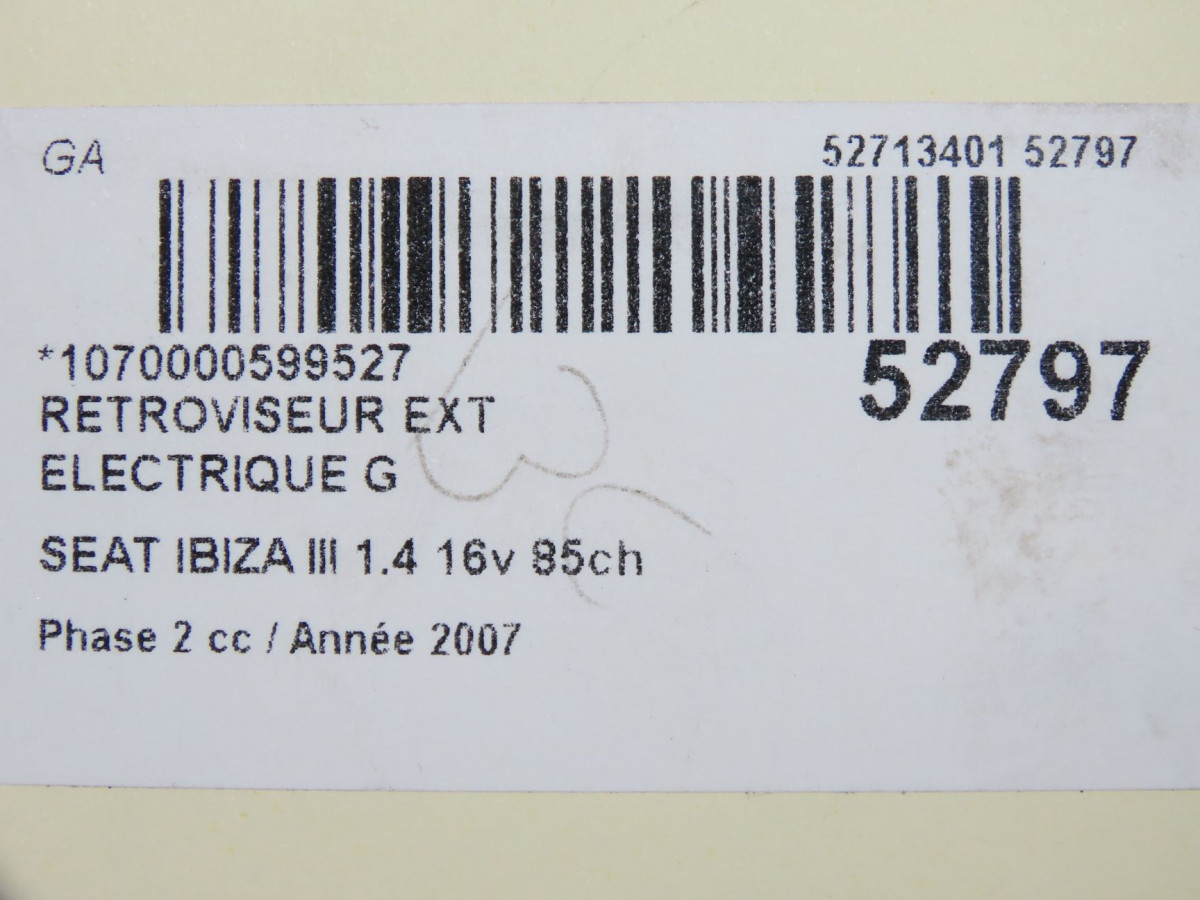 GA
52713401 52797
*1070000599527
52797
RETROVISEUR EXT
ELECTRIQUE G
SEAT IBIZA III 1.4 16v 85ch
Phase 2 cc / Année 2007